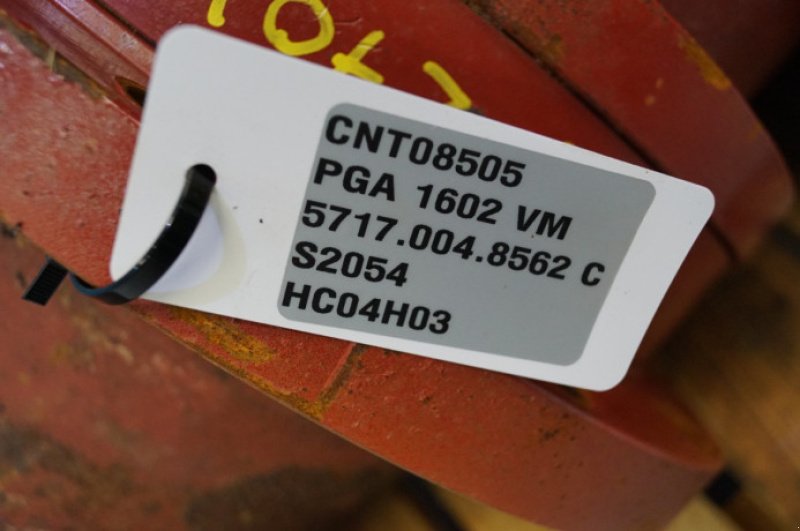 CNT08505
PGA 1602 VM
5717.004.8562 C
S2054
HC04H03